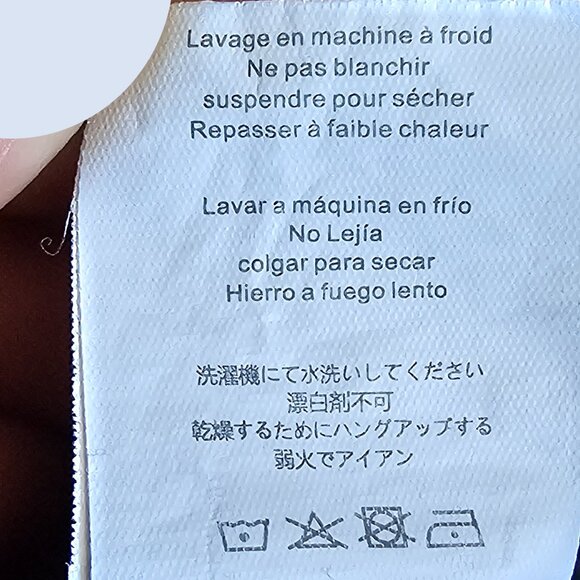 Lavage en machine à froid
Ne pas blanchir
suspendre pour sécher
Repasser à faible chaleur
Lavar a máquina en frío
No Lejía
colgar para secar
Hierro a fuego lento
洗濯機にて水洗いしてください
漂白剤不可
乾燥するためにハングアップする
弱火でアイアン